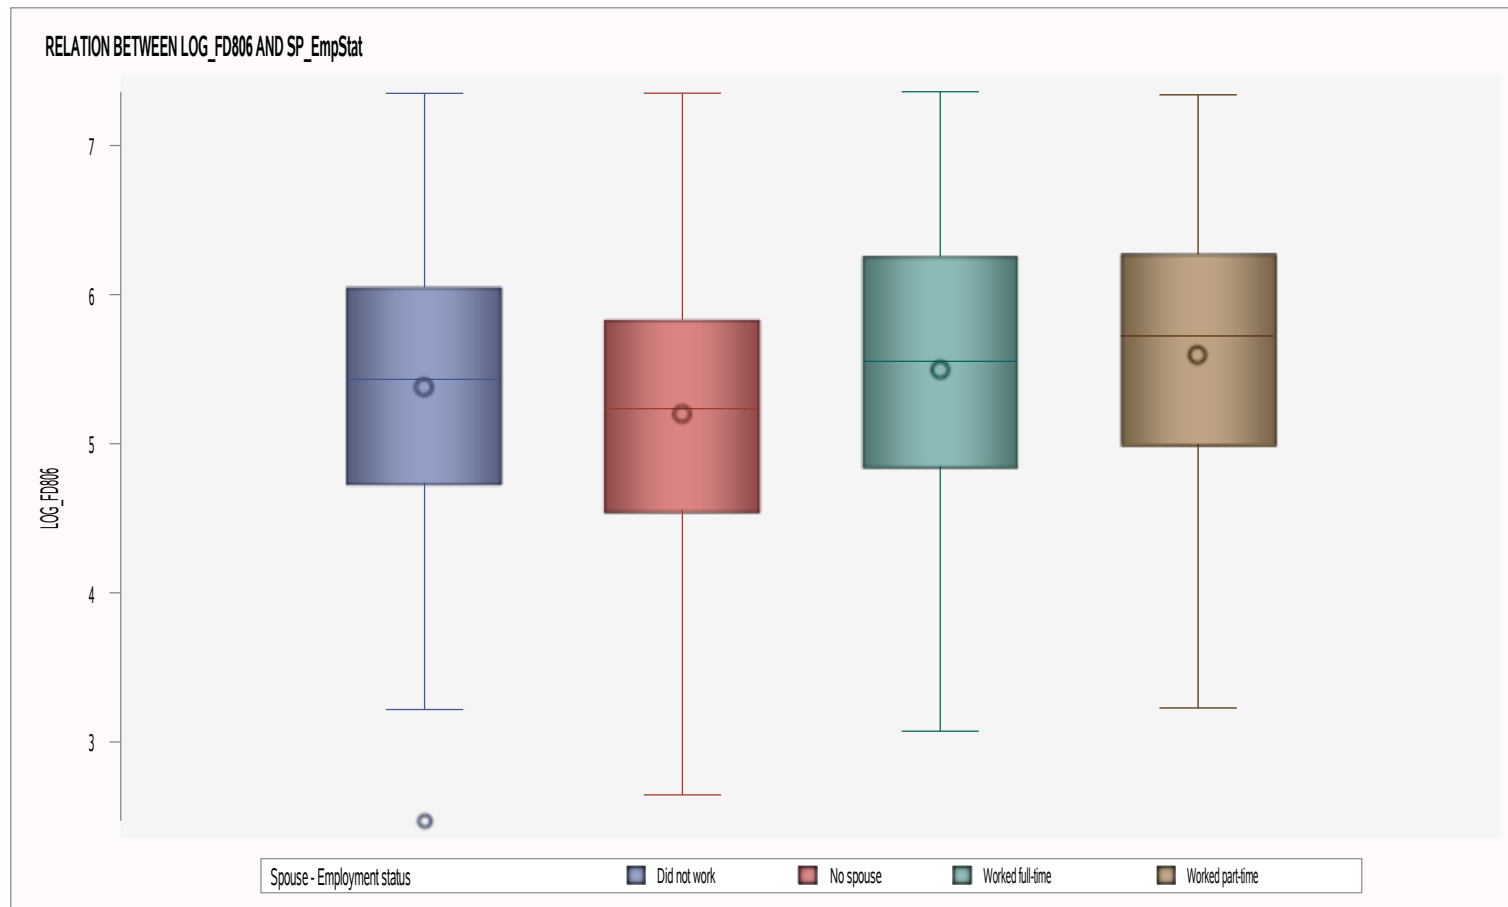 RELATION BETWEEN LOG_FD806 AND SP_EmpStat
LOG_FD806
7
6
5
4
3
Spouse - Employment status
Did not work
No spouse
Worked full-time
Worked part-time